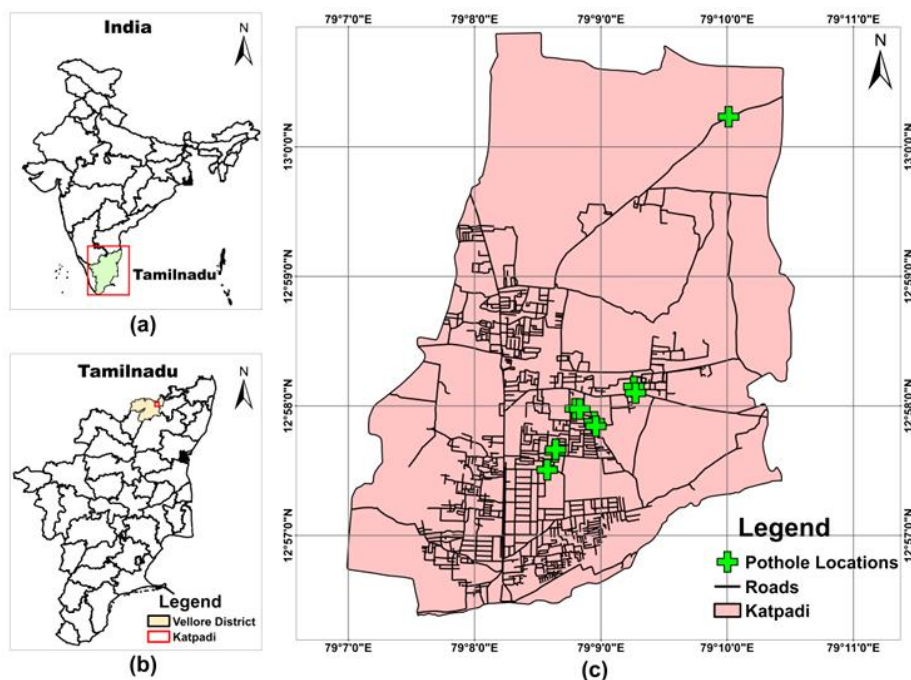 India
N
Tamilnadu
(a)
Tamilnadu
N
Legend
Vellore District
Katpadi
(b)
79°7'0"E 79°8'0"E 79°9'0"E 79°10'0"E 79°11'0"E
N
13°0'0"N 13°0'0"N
12°59'0"N 12°59'0"N
12°58'0"N 12°58'0"N
12°57'0"N 12°57'0"N
Legend
Pothole Locations
Roads
Katpadi
79°7'0"E 79°8'0"E 79°9'0"E 79°10'0"E 79°11'0"E
(c)